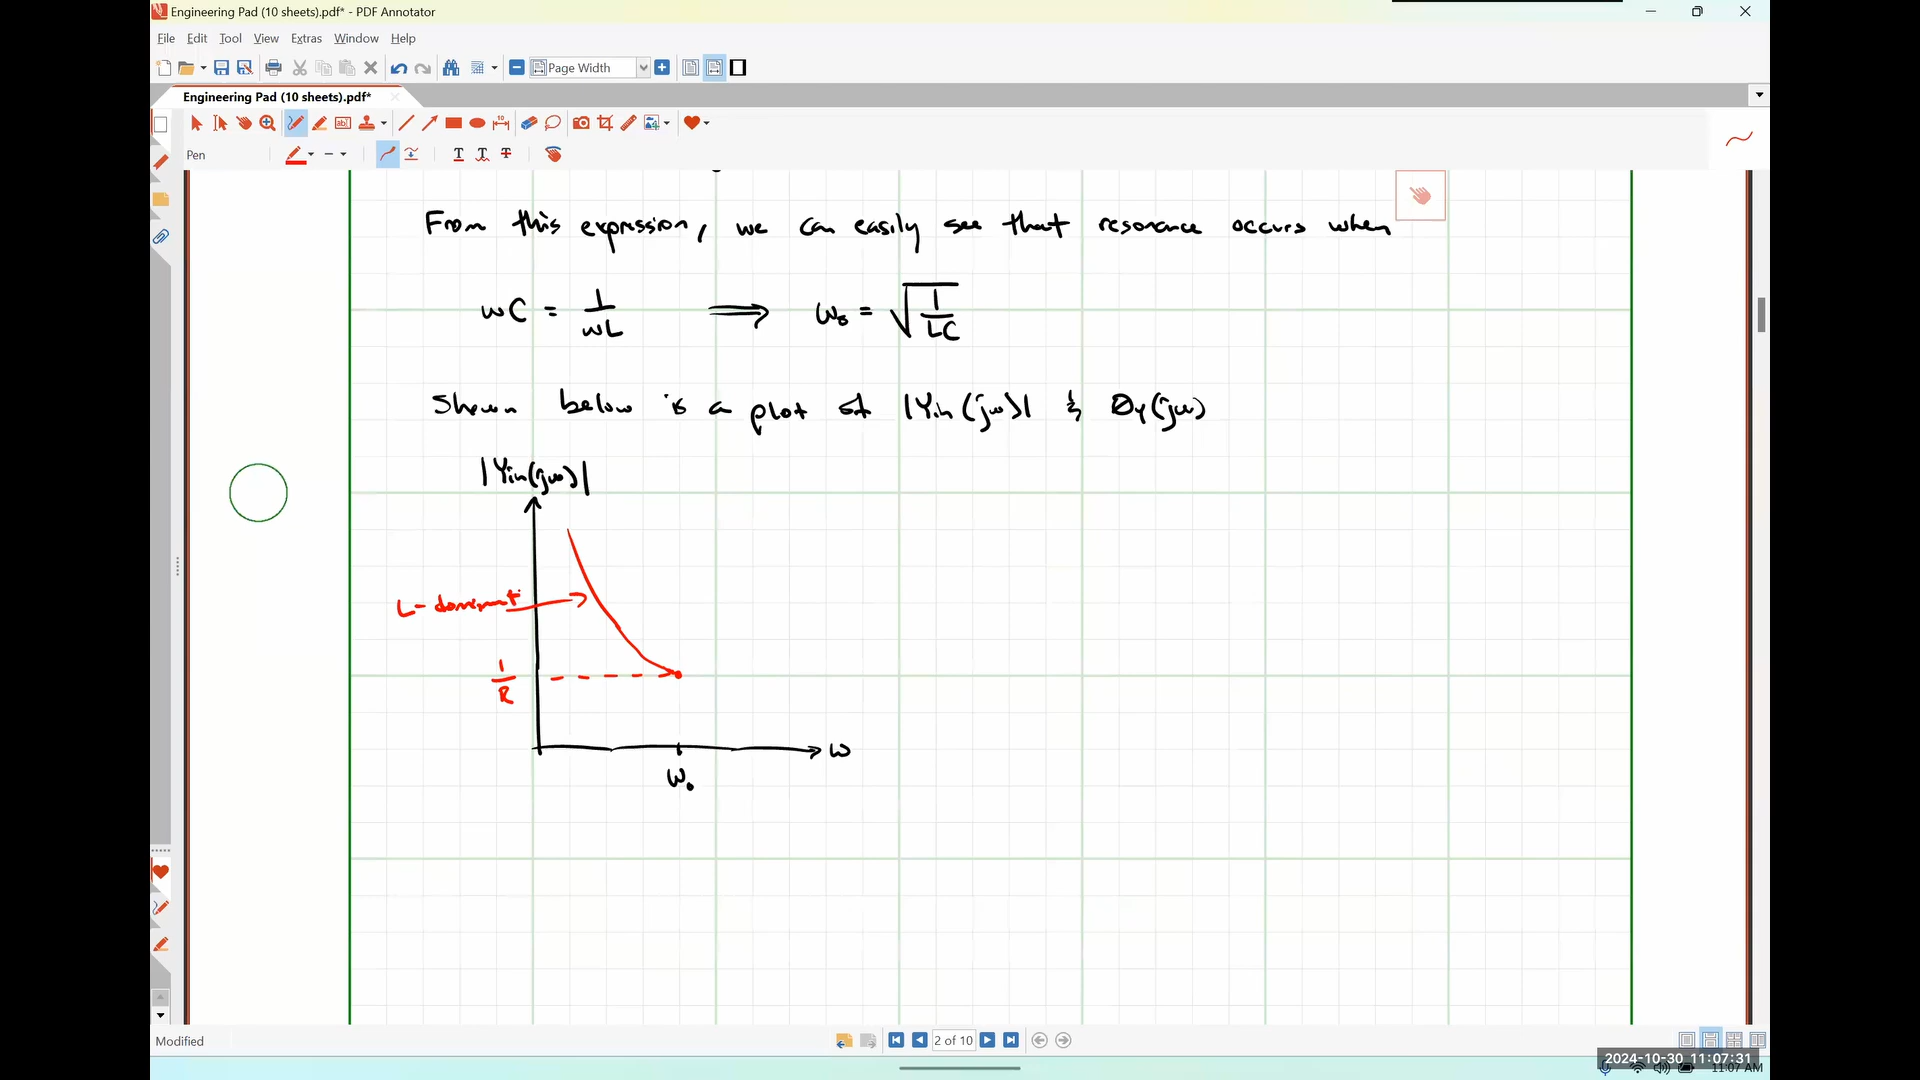 Engineering Pad (10 sheets).pdf* - PDF Annotator
File Edit Tool View Extras Window Help
Page Width
Engineering Pad (10 sheets).pdf*
Pen
From this expression, we can easily see that resonance occurs when
ωC = 1/ωL ⟹ ω₀ = √(1/LC)
Shown below is a plot of |Yin(jω)| & θy(jω)
|Yin(jω)|
L-dominant
1/R
ω
ω₀
Modified
2 of 10
2024-10-30 11:07:31
11:07 AM